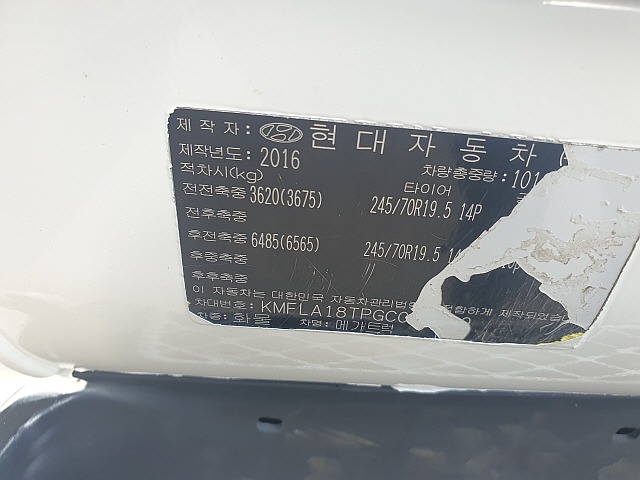 제작자: 현대자동차
제작년도: 2016
적차시(kg) 타이어 차량총중량:101
전전축중 3620(3675) 245/70R19.5 14P
전후축중
후전축중 6485(6565) 245/70R19.5
후중축중 "
후후축중
이 자동차는 대한민국 자동차관리법 적합하게 제작되었습
차대번호: KMFLA18TPGC
차종: 화물 차명: 메가트럭